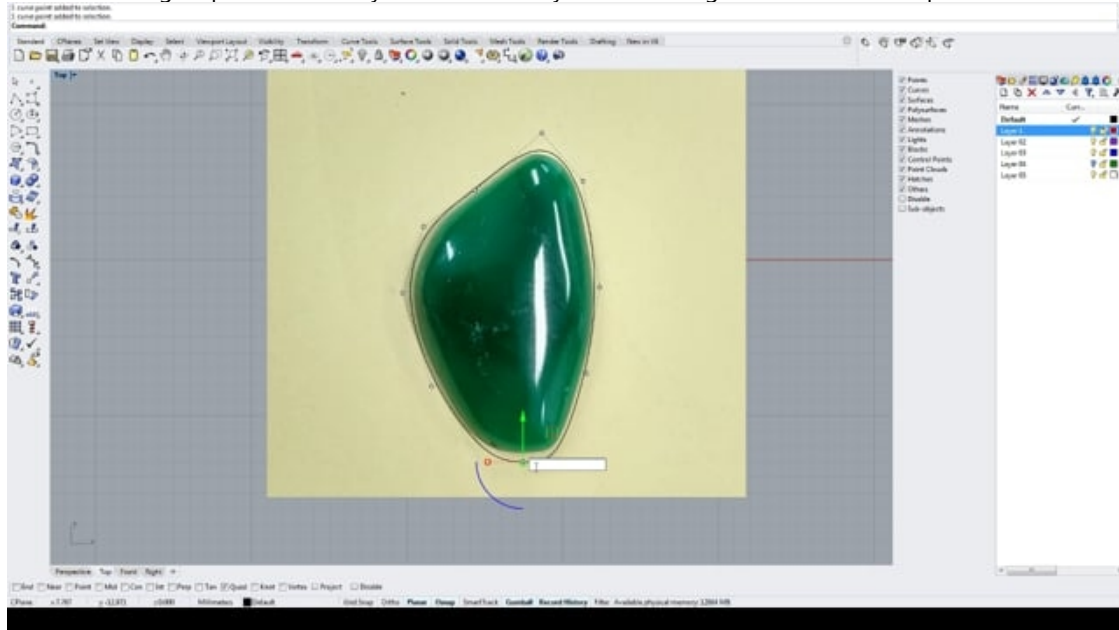 1 curve point added to selection.
1 curve point added to selection.
Command:
Standard CPlanes Set View Display Select Viewport Layout Visibility Transform Curve Tools Surface Tools Solid Tools Mesh Tools Render Tools Drafting New in V6
Top
Points
Curves
Surfaces
Polysurfaces
Meshes
Annotations
Lights
Blocks
Control Points
Point Clouds
Hatches
Others
Disable
Sub-objects
Name Curr...
Default
Layer 02
Layer 03
Layer 04
Layer 05
Perspective Top Front Right
End Near Point Mid Cen Int Perp Tan Quad Knot Vertex Project Disable
CPlane Millimeters Default Grid Snap Ortho Planar Osnap SmartTrack Gumball Record History Filter Available physical memory: